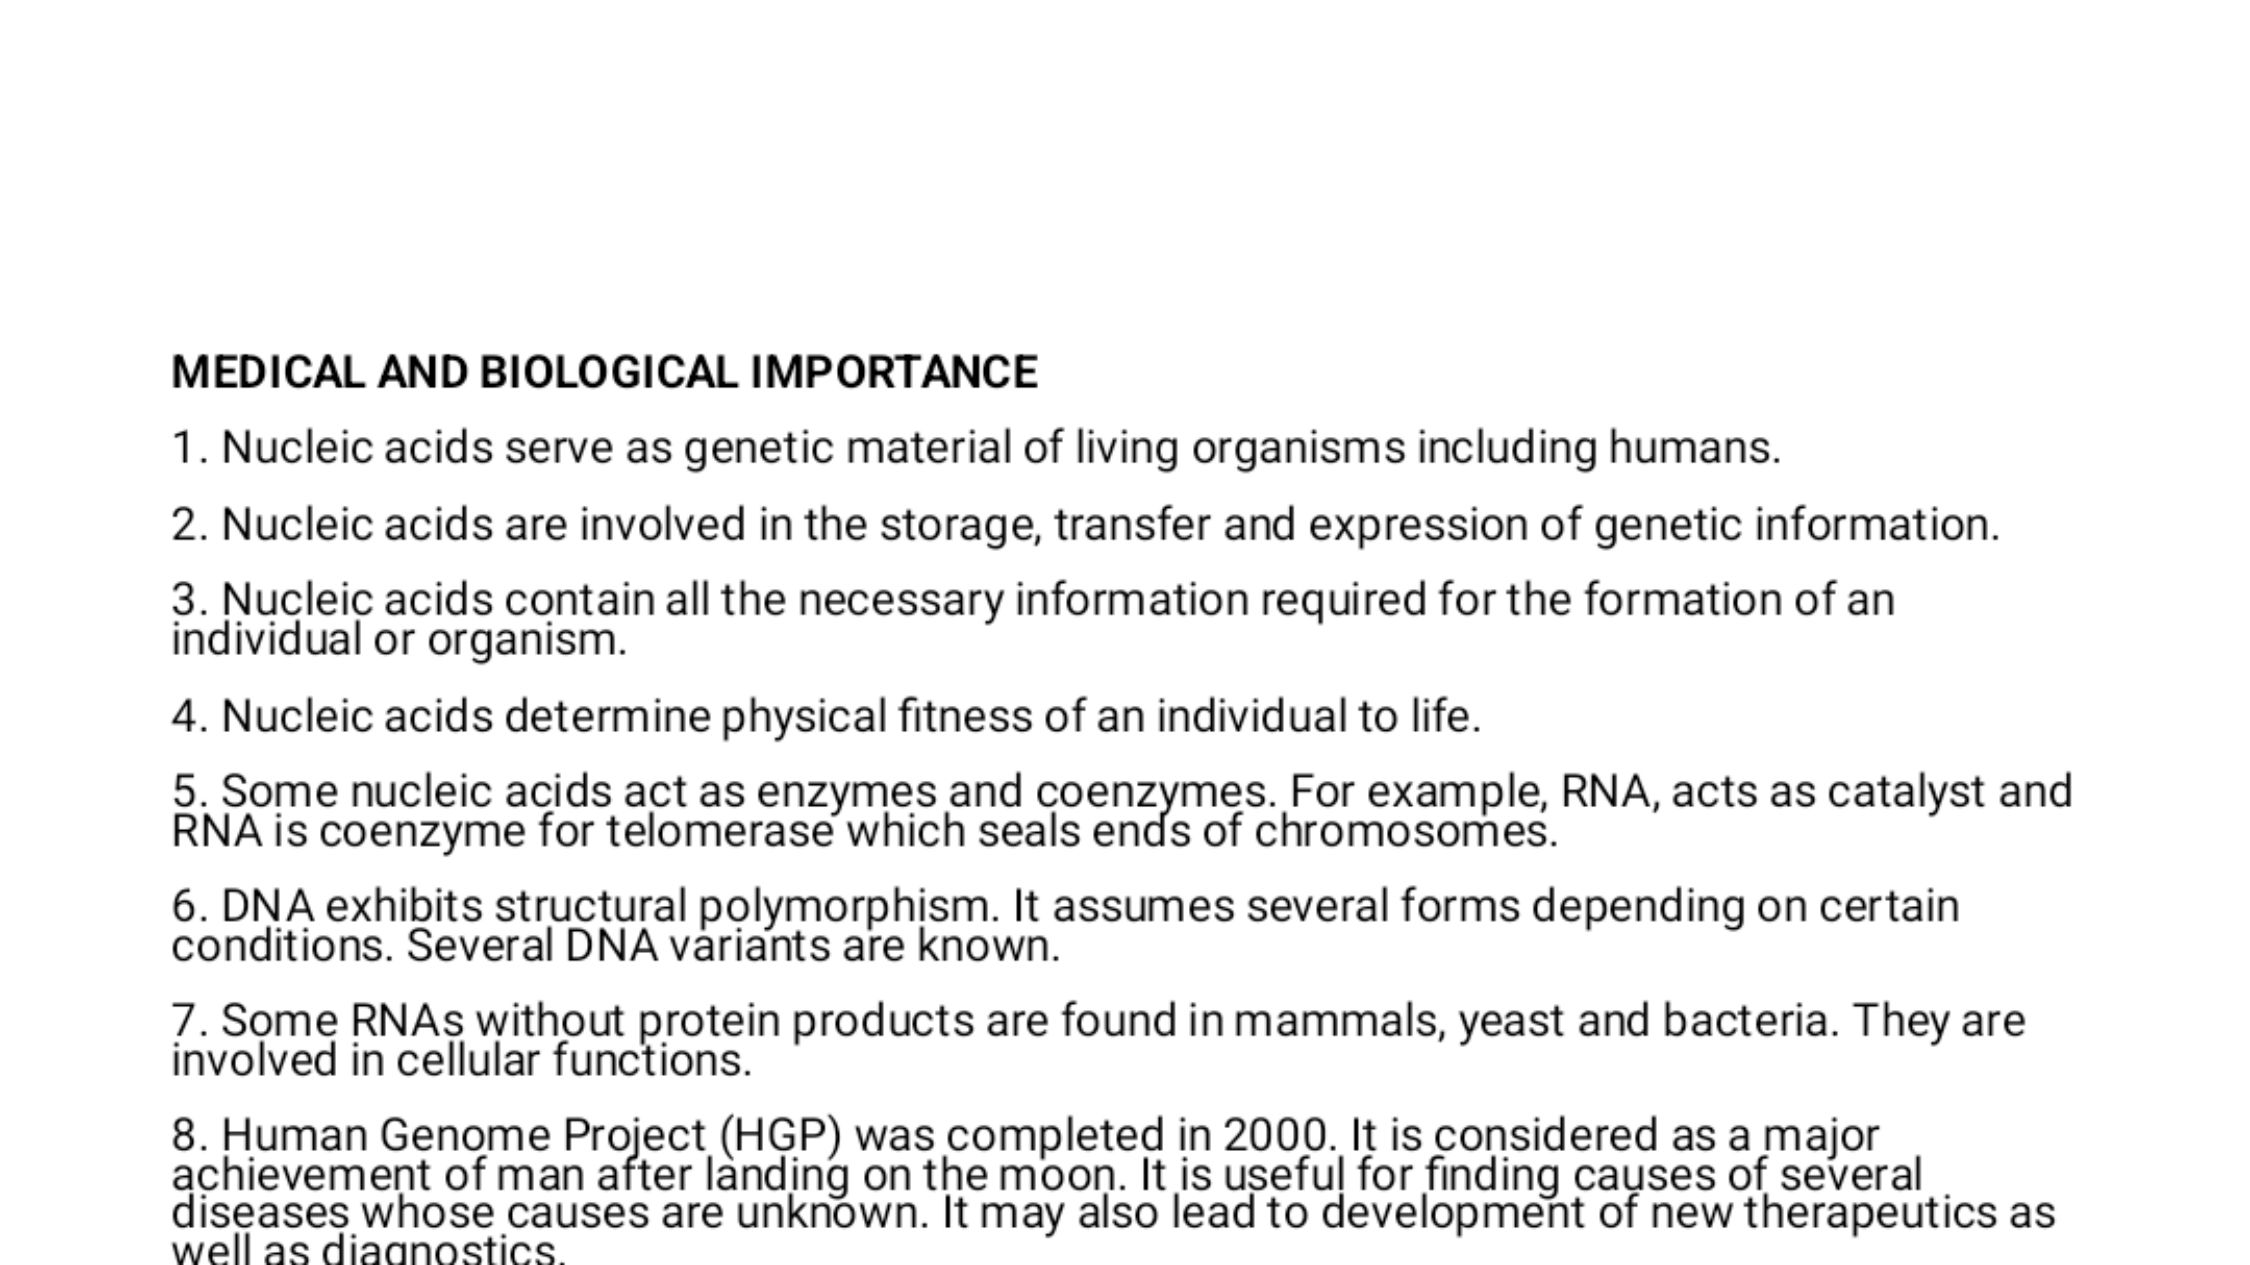 MEDICAL AND BIOLOGICAL IMPORTANCE
1. Nucleic acids serve as genetic material of living organisms including humans.
2. Nucleic acids are involved in the storage, transfer and expression of genetic information.
3. Nucleic acids contain all the necessary information required for the formation of an
individual or organism.
4. Nucleic acids determine physical fitness of an individual to life.
5. Some nucleic acids act as enzymes and coenzymes. For example, RNA, acts as catalyst and
RNA is coenzyme for telomerase which seals ends of chromosomes.
6. DNA exhibits structural polymorphism. It assumes several forms depending on certain
conditions. Several DNA variants are known.
7. Some RNAs without protein products are found in mammals, yeast and bacteria. They are
involved in cellular functions.
8. Human Genome Project (HGP) was completed in 2000. It is considered as a major
achievement of man after landing on the moon. It is useful for finding causes of several
diseases whose causes are unknown. It may also lead to development of new therapeutics as
well as diagnostics.